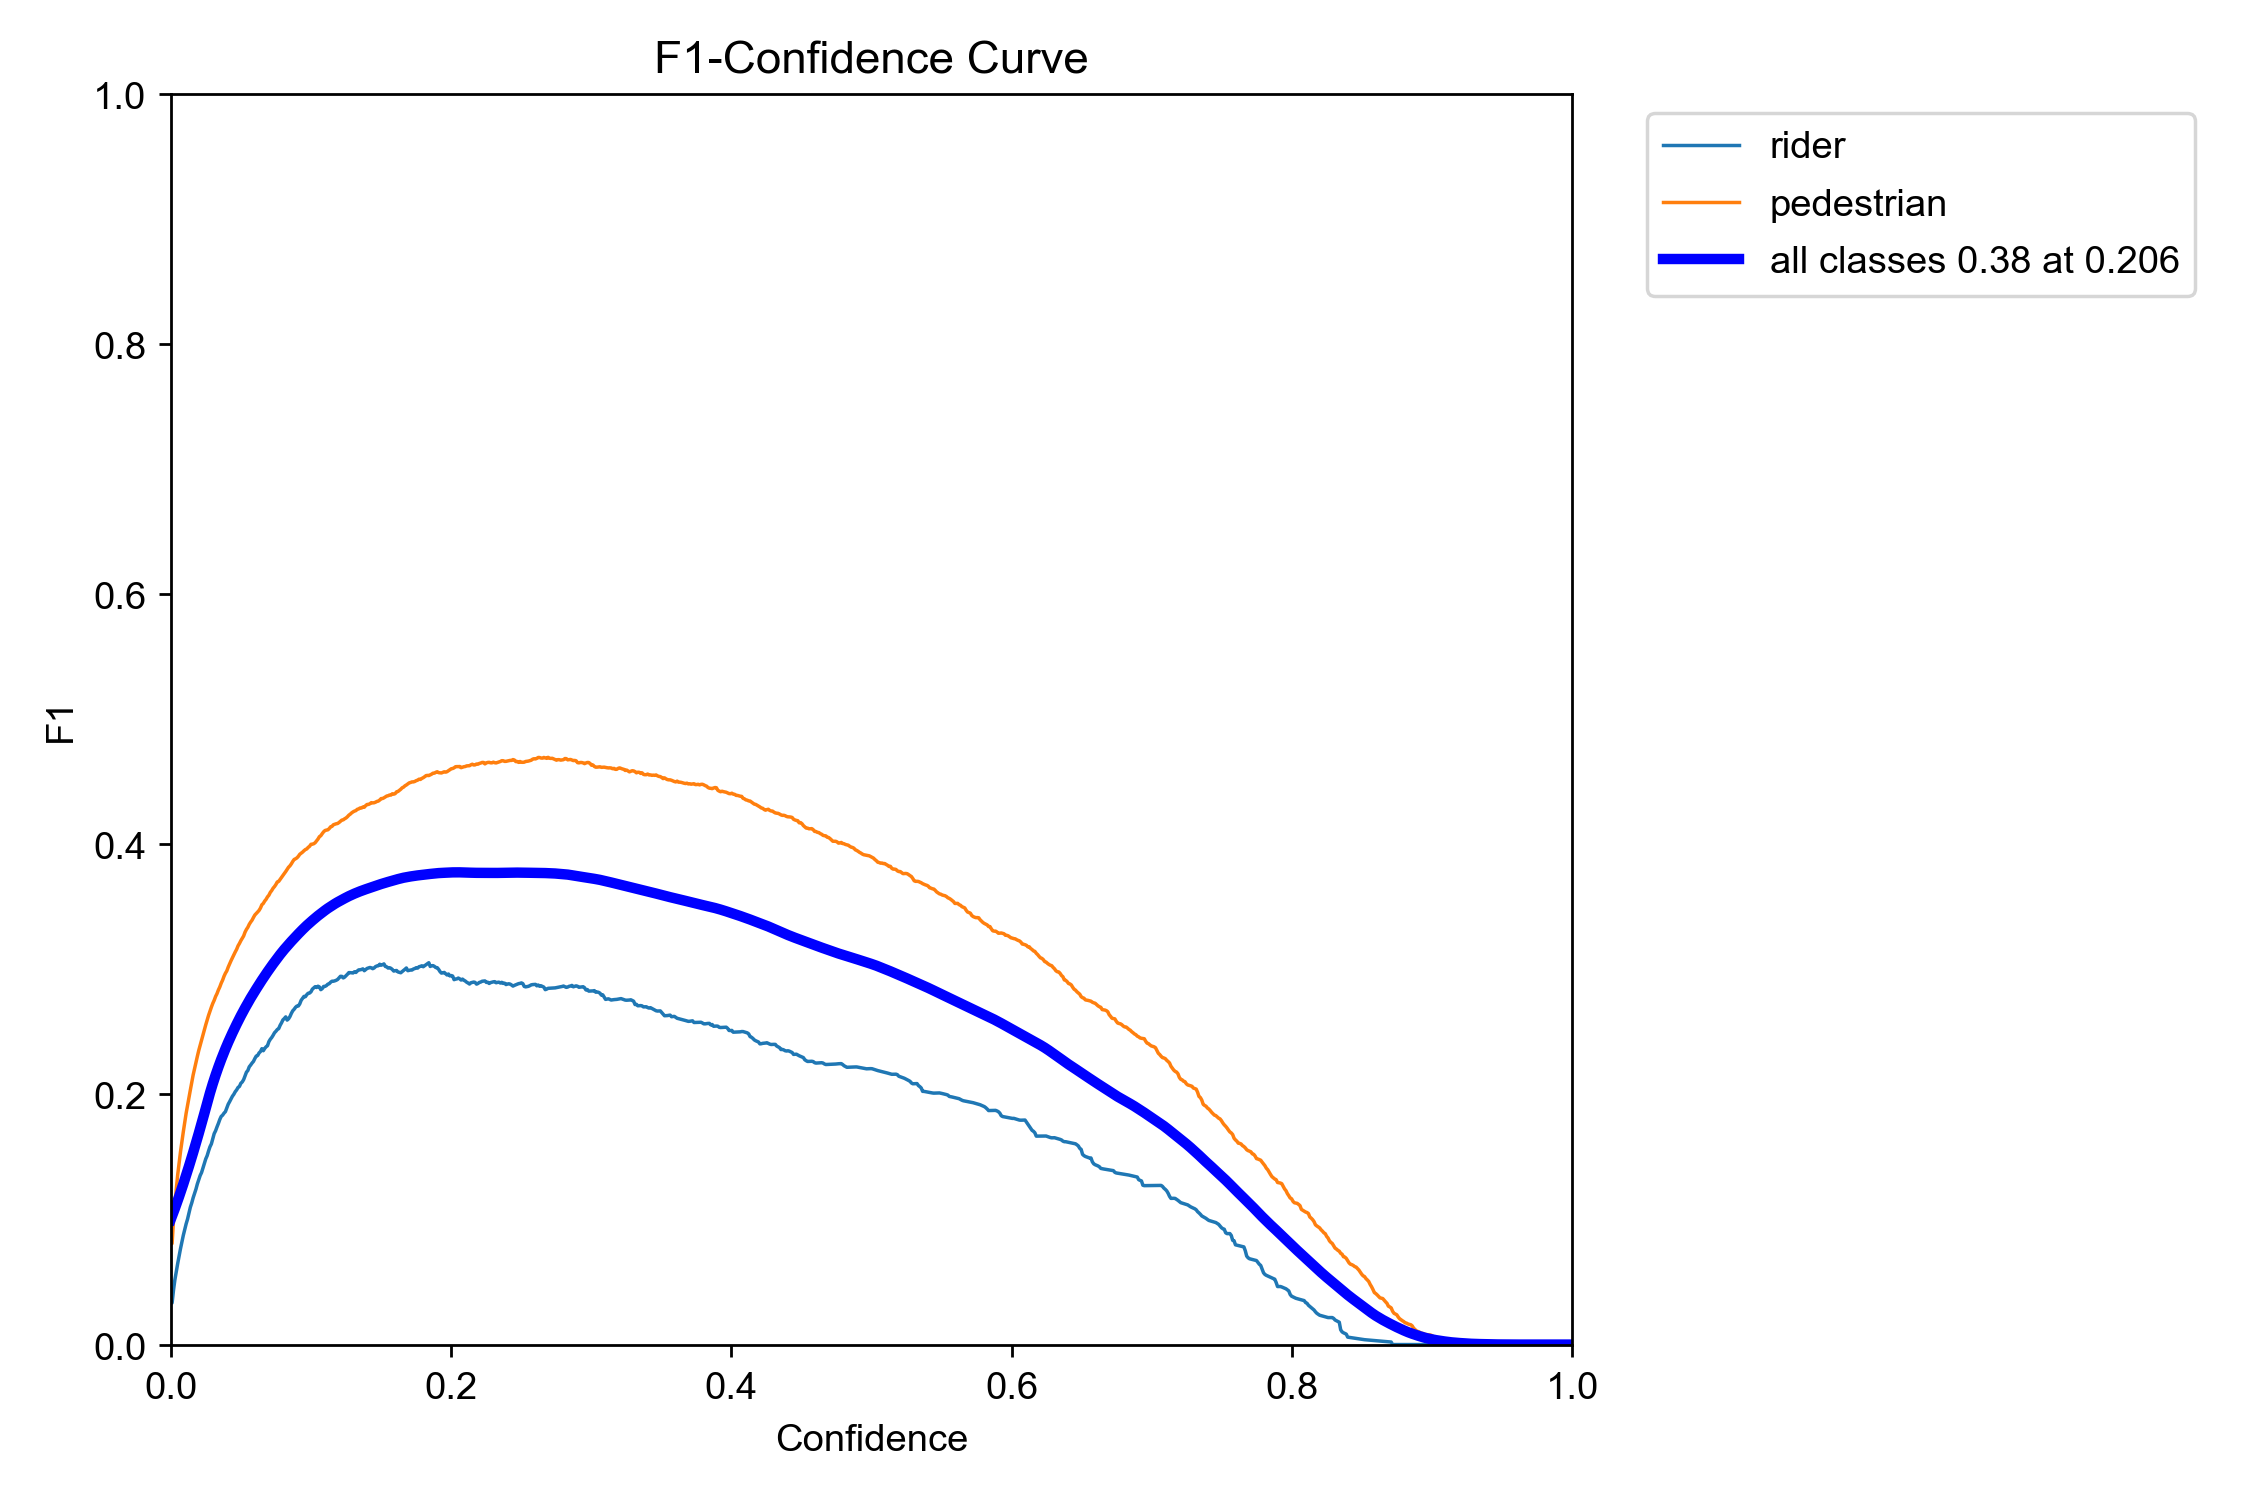 F1-Confidence Curve
1.0
0.8
0.6
0.4
0.2
0.0
F1
0.0 0.2 0.4 0.6 0.8 1.0
Confidence
rider
pedestrian
all classes 0.38 at 0.206